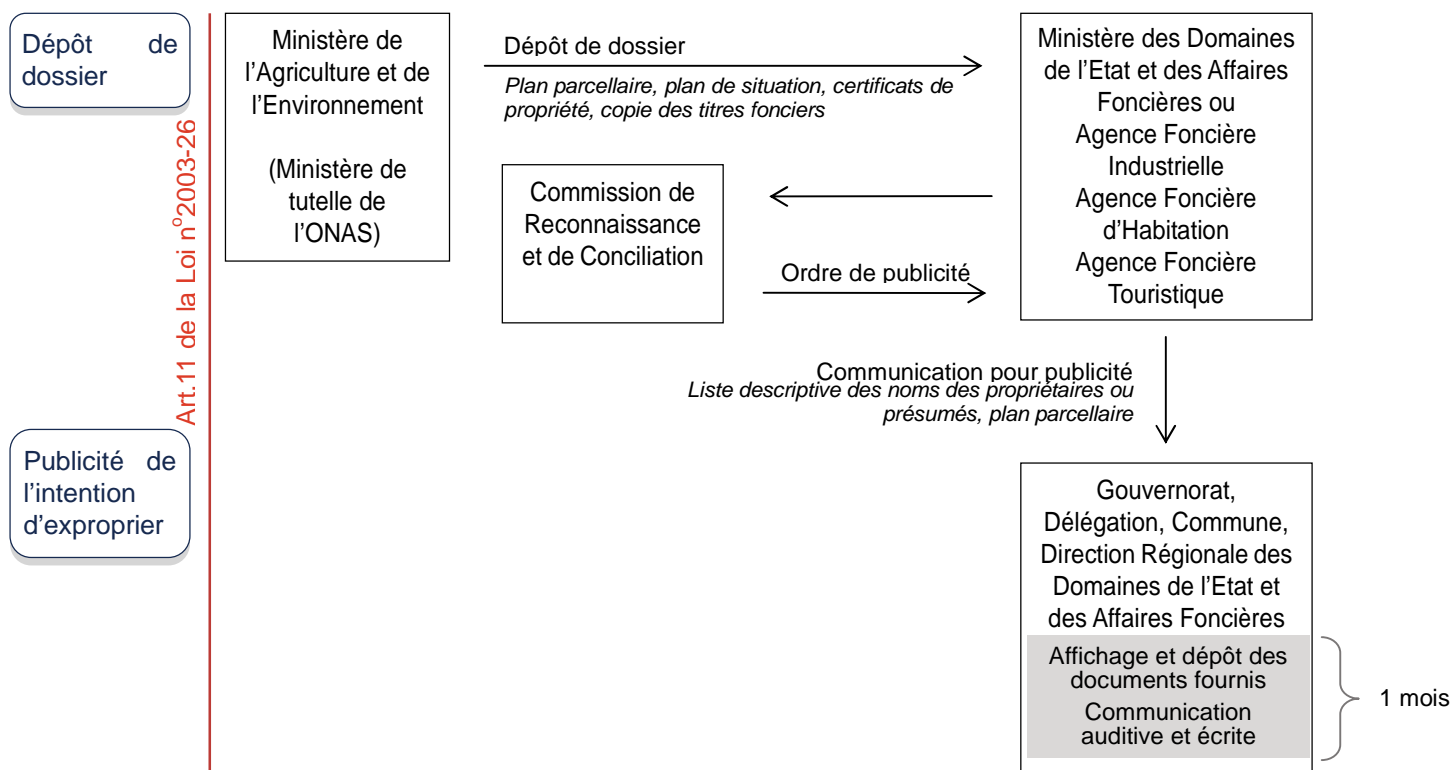 Dépôt de
dossier
Art.11 de la Loi n°2003-26
Ministère de
l'Agriculture et de
l'Environnement
(Ministère de
tutelle de
l'ONAS)
Dépôt de dossier
Plan parcellaire, plan de situation, certificats de
propriété, copie des titres fonciers
Ministère des Domaines
de l'Etat et des Affaires
Foncières ou
Agence Foncière
Industrielle
Agence Foncière
d'Habitation
Agence Foncière
Touristique
Commission de
Reconnaissance
et de Conciliation
Ordre de publicité
Communication pour publicité
Liste descriptive des noms des propriétaires ou
présumés, plan parcellaire
Publicité de
l'intention
d'exproprier
Gouvernorat,
Délégation, Commune,
Direction Régionale des
Domaines de l'Etat et
des Affaires Foncières
Affichage et dépôt des
documents fournis
Communication
auditive et écrite
1 mois